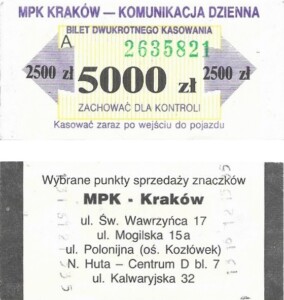 MPK KRAKÓW — KOMUNIKACJA DZIENNA
BILET DWUKROTNEGO KASOWANIA
A 2635821
2500 zł 5000 zł 2500 zł
ZACHOWAĆ DLA KONTROLI
Kasować zaraz po wejściu do pojazdu
Wybrane punkty sprzedaży znaczków
MPK - Kraków
ul. Św. Wawrzyńca 17
ul. Mogilska 15a
ul. Polonijna (oś. Kozłówek)
N. Huta – Centrum D bl. 7
ul. Kalwaryjska 32